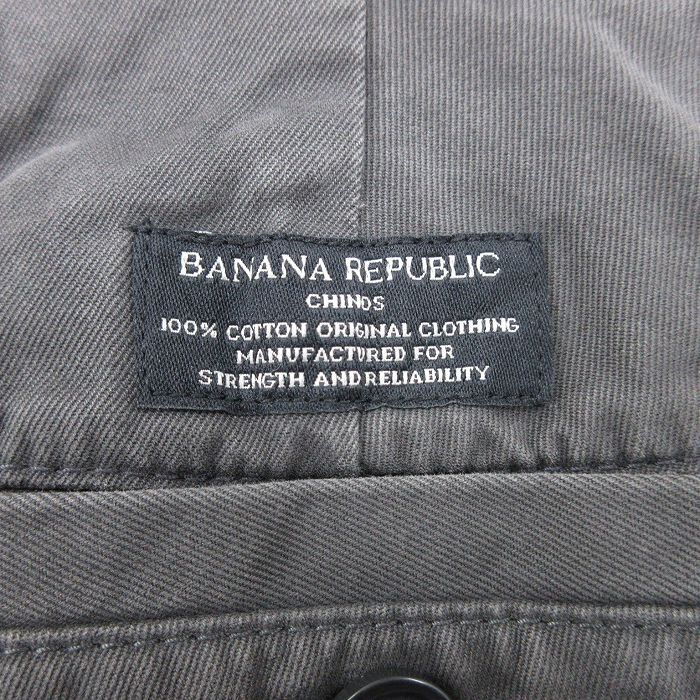 BANANA REPUBLIC
CHINOS
100% COTTON ORIGINAL CLOTHING
MANUFACTURED FOR
STRENGTH AND RELIABILITY